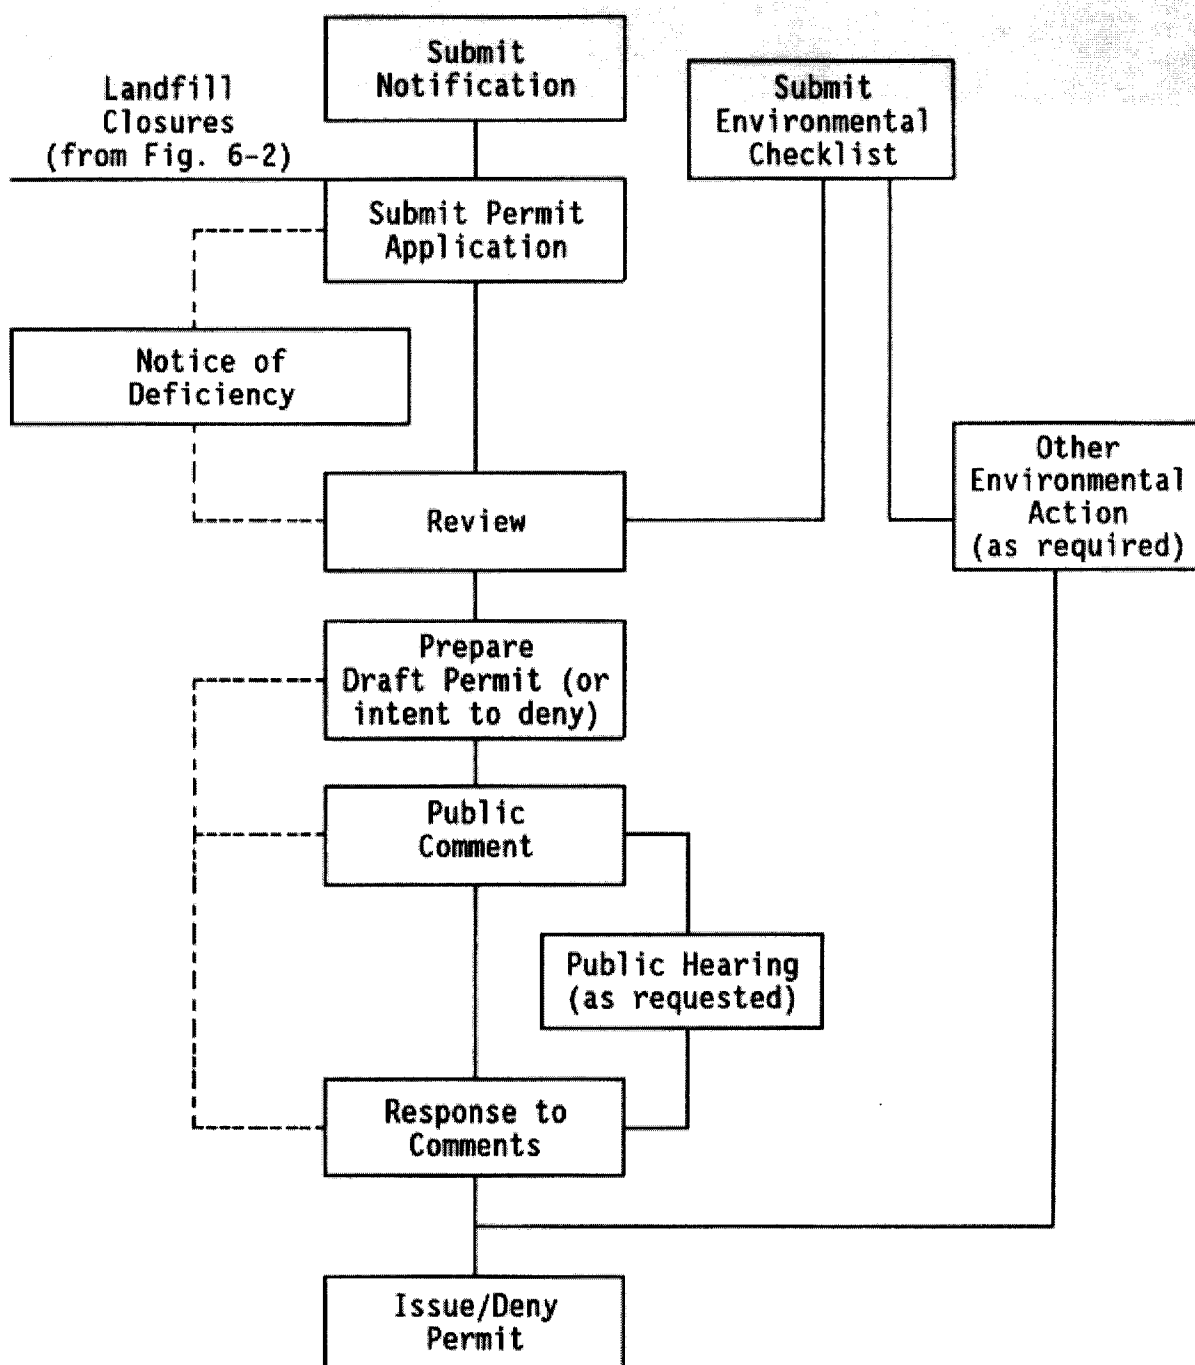 Submit
Notification
Landfill
Closures
(from Fig. 6-2)
Submit
Environmental
Checklist
Submit Permit
Application
Notice of
Deficiency
Other
Environmental
Action
(as required)
Review
Prepare
Draft Permit (or
intent to deny)
Public
Comment
Public Hearing
(as requested)
Response to
Comments
Issue/Deny
Permit